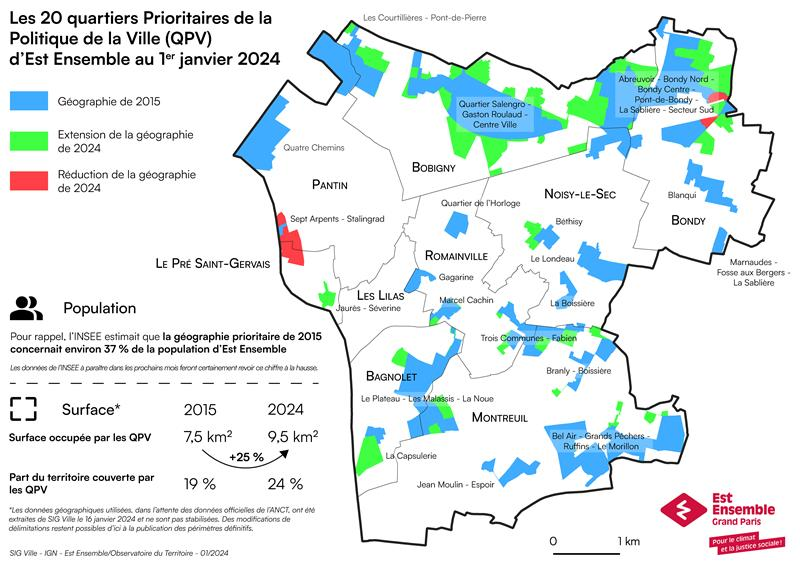 Les 20 quartiers Prioritaires de la
Politique de la Ville (QPV)
d'Est Ensemble au 1er janvier 2024
Géographie de 2015
Extension de la géographie
de 2024
Réduction de la géographie
de 2024
Les Courtillières - Pont-de-Pierre
Quartier Salengro -
Gaston Roulaud -
Centre Ville
Abreuvoir - Bondy Nord -
Bondy Centre -
Pont-de-Bondy -
La Sablière - Secteur Sud
Quatre Chemins
BOBIGNY
PANTIN
NOISY-LE-SEC
Blanqui
Quartier de l'Horloge
BONDY
Sept Arpents - Stalingrad
Béthisy
ROMAINVILLE
Le Londeau
LE PRÉ SAINT-GERVAIS
Marnaudes -
Fosse aux Bergers -
La Sablière
Gagarine
LES LILAS
Marcel Cachin
La Boissière
Jaurès - Séverine
Trois Communes - Fabien
Branly - Boissière
BAGNOLET
Le Plateau - Les Malassis - La Noue
MONTREUIL
Bel Air - Grands Pêchers -
Ruffins - Le Morillon
La Capsulerie
Jean Moulin - Espoir
Population
Pour rappel, l'INSEE estimait que la géographie prioritaire de 2015
concernait environ 37 % de la population d'Est Ensemble
Les données de l'INSEE à paraître dans les prochains mois feront certainement revoir ce chiffre à la hausse.
Surface* 2015 2024
Surface occupée par les QPV 7,5 km² 9,5 km²
+25 %
Part du territoire couverte par
les QPV 19 % 24 %
*Les données géographiques utilisées, dans l'attente des données officielles de l'ANCT, ont été
extraites de SIG Ville le 16 janvier 2024 et ne sont pas stabilisées. Des modifications de
délimitations restent possibles d'ici à la publication des périmètres définitifs.
SIG Ville - IGN - Est Ensemble/Observatoire du Territoire - 01/2024
0 1 km
Est
Ensemble
Grand Paris
Pour le climat
et la justice sociale !